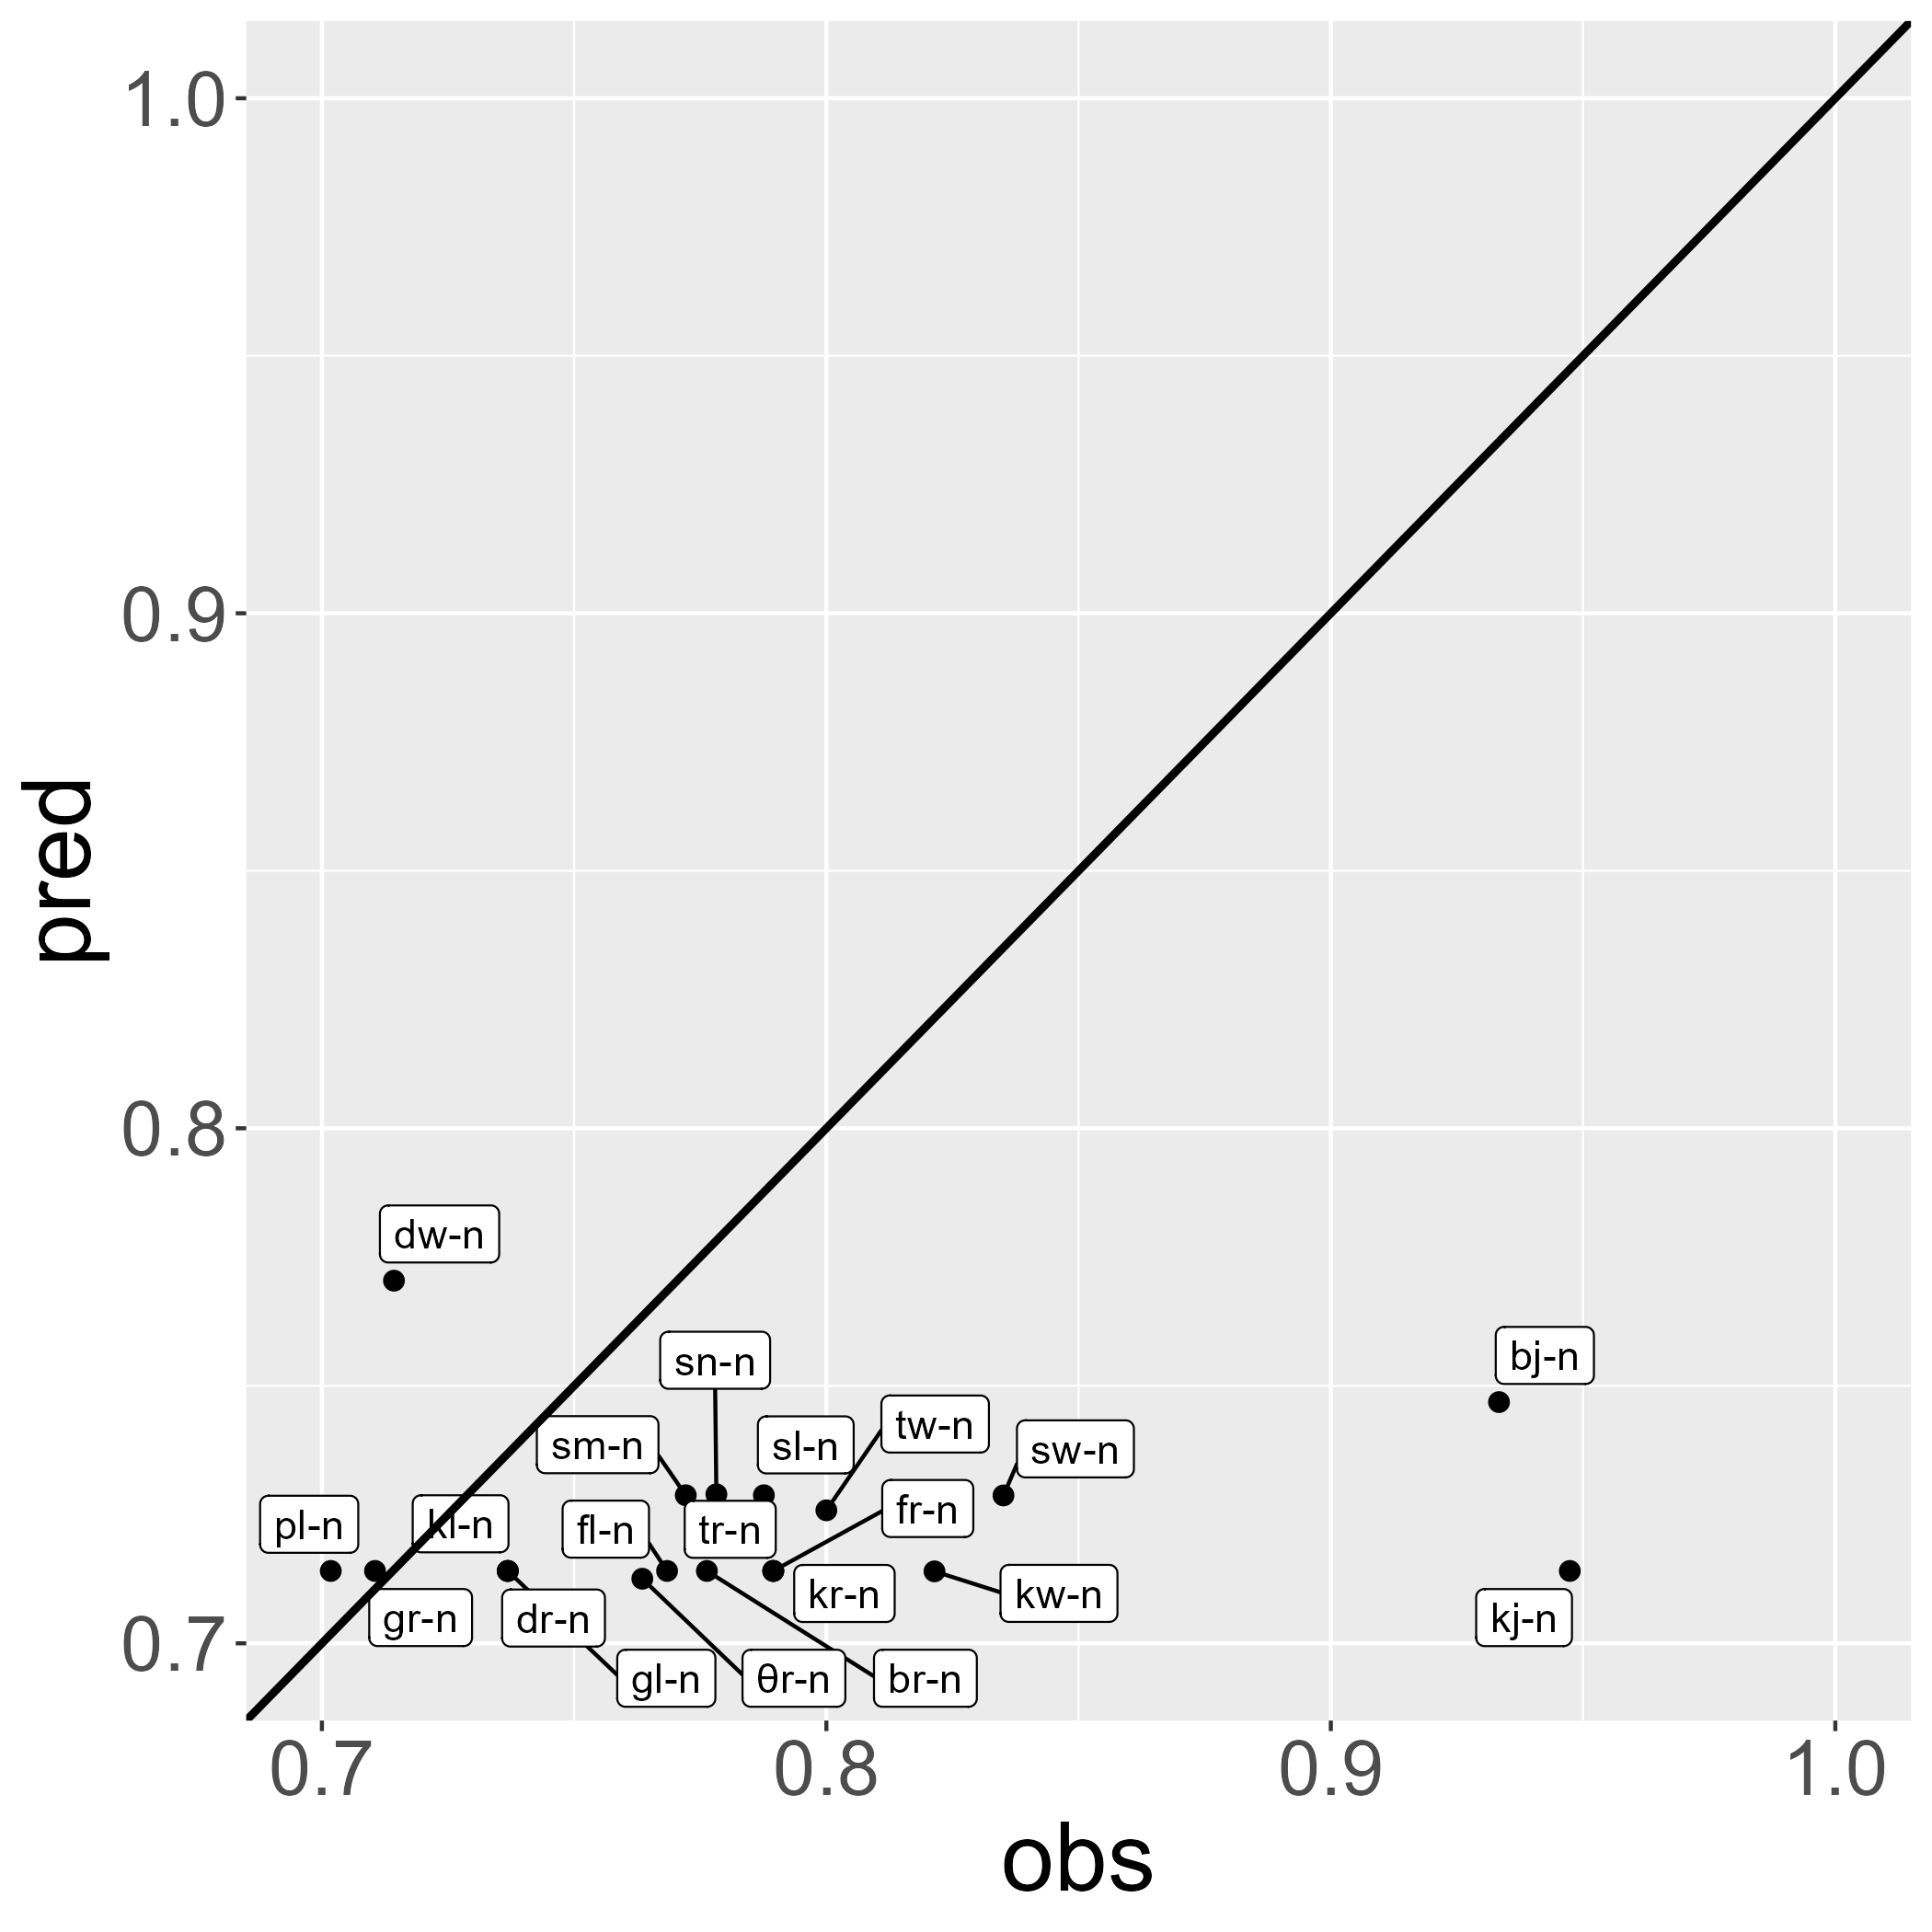 1.0
0.9
0.8
0.7
pred
dw-n
sn-n
bj-n
tw-n
sm-n
sl-n
sw-n
pl-n
kl-n
fl-n
tr-n
fr-n
gr-n
dr-n
kr-n
kw-n
kj-n
gl-n
θr-n
br-n
0.7
0.8
0.9
1.0
obs